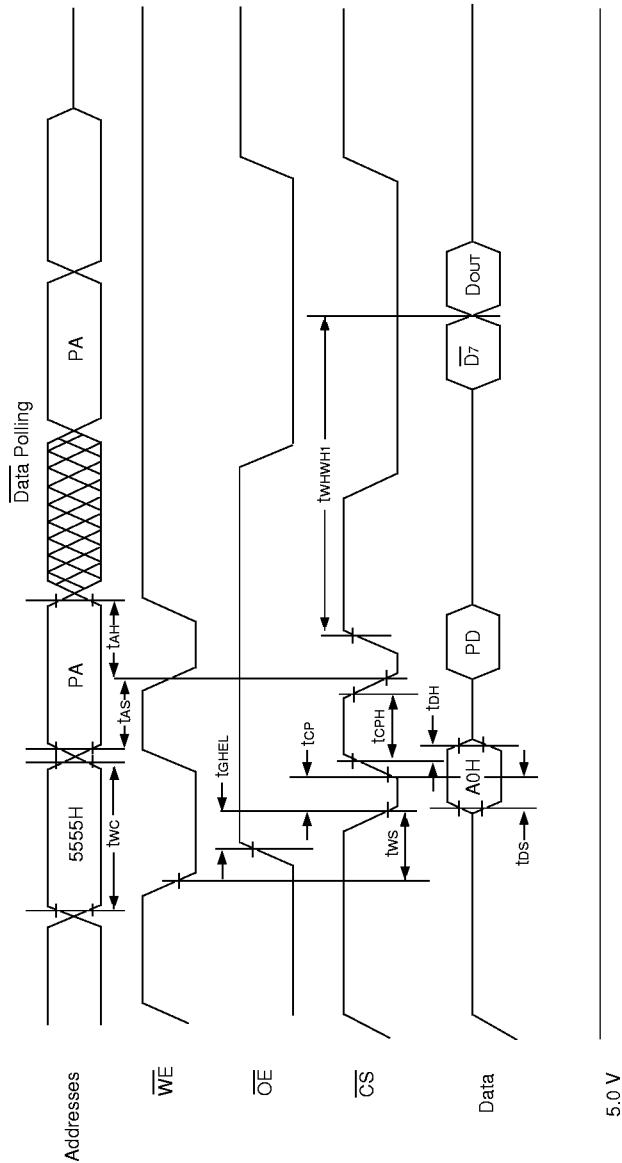 Data Polling
Addresses
5555H
PA
PA
tWC
tAS
tAH
WE
OE
tGHEL
CS
tWS
tCP
tCPH
tWHWH1
tDH
Data
A0H
PD
D7
DOUT
tDS
5.0 V